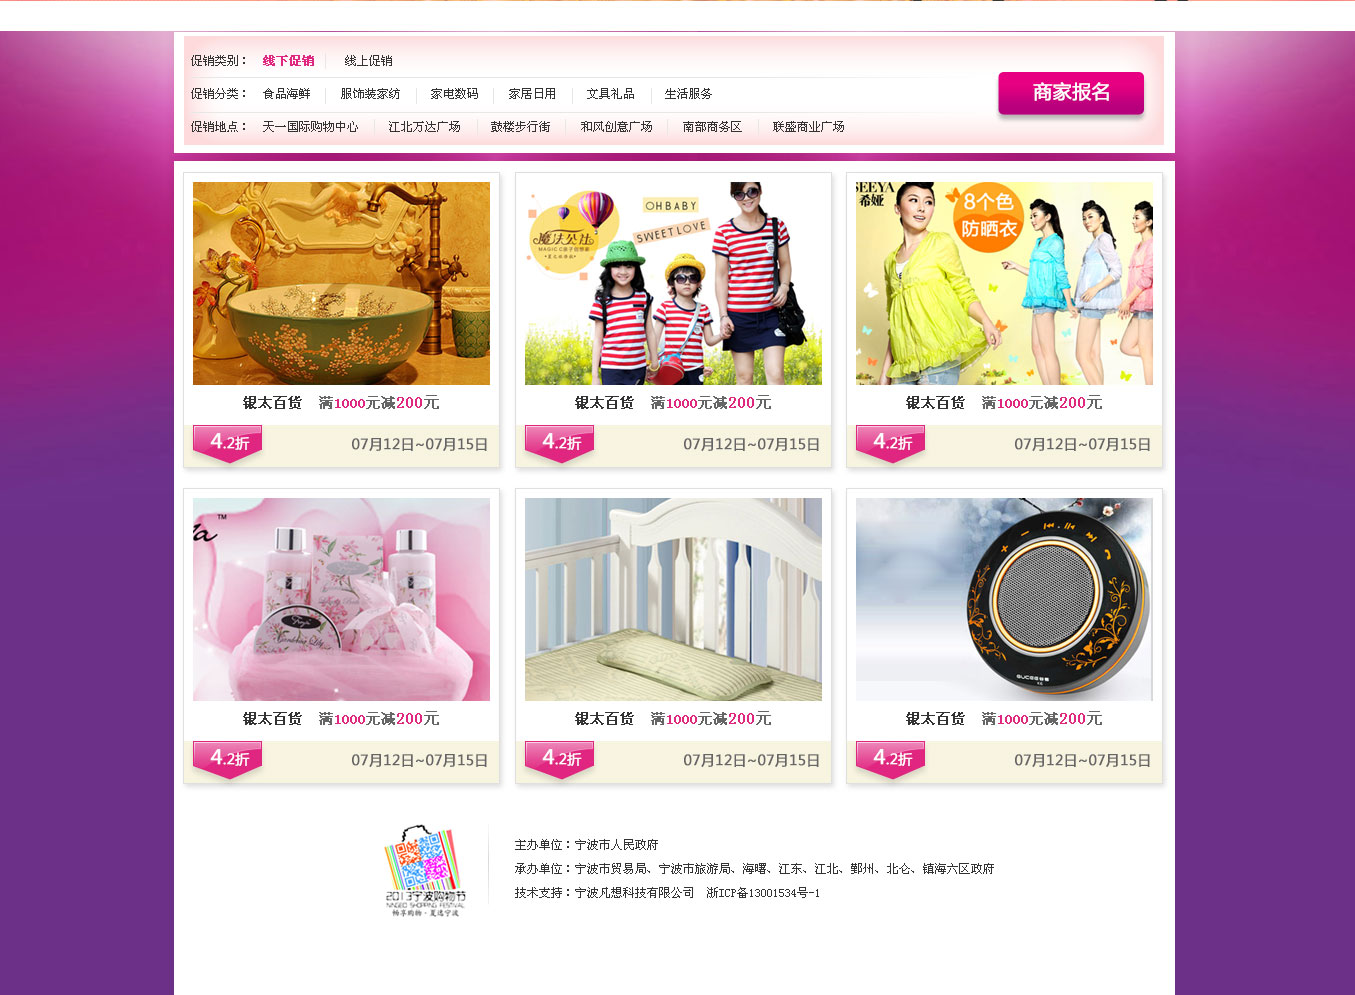 促销类别： 线下促销 线上促销
促销分类： 食品海鲜 服饰装家纺 家电数码 家居日用 文具礼品 生活服务
商家报名
促销地点： 天一国际购物中心 江北万达广场 鼓楼步行街 和风创意广场 南部商务区 联盛商业广场
OH BABY
SWEET LOVE
魔法公社
SEEYA
希娅
8个色
防晒衣
银太百货 满1000元减200元
4.2折 07月12日~07月15日
银太百货 满1000元减200元
4.2折 07月12日~07月15日
银太百货 满1000元减200元
4.2折 07月12日~07月15日
TM
银太百货 满1000元减200元
4.2折 07月12日~07月15日
银太百货 满1000元减200元
4.2折 07月12日~07月15日
银太百货 满1000元减200元
4.2折 07月12日~07月15日
2013宁波购物节
NINGBO SHOPPING FESTIVAL
畅享购物·夏逸宁波
主办单位：宁波市人民政府
承办单位：宁波市贸易局、宁波市旅游局、海曙、江东、江北、鄞州、北仑、镇海六区政府
技术支持：宁波凡想科技有限公司 浙ICP备13001534号-1